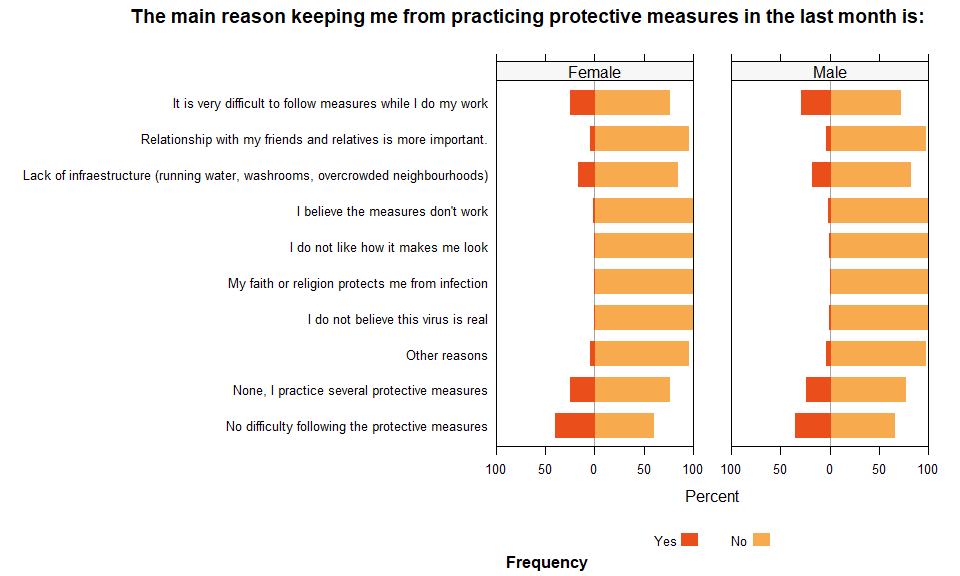 The main reason keeping me from practicing protective measures in the last month is:
Female Male
It is very difficult to follow measures while I do my work
Relationship with my friends and relatives is more important.
Lack of infraestructure (running water, washrooms, overcrowded neighbourhoods)
I believe the measures don't work
I do not like how it makes me look
My faith or religion protects me from infection
I do not believe this virus is real
Other reasons
None, I practice several protective measures
No difficulty following the protective measures
100 50 0 50 100 100 50 0 50 100
Percent
Yes No
Frequency